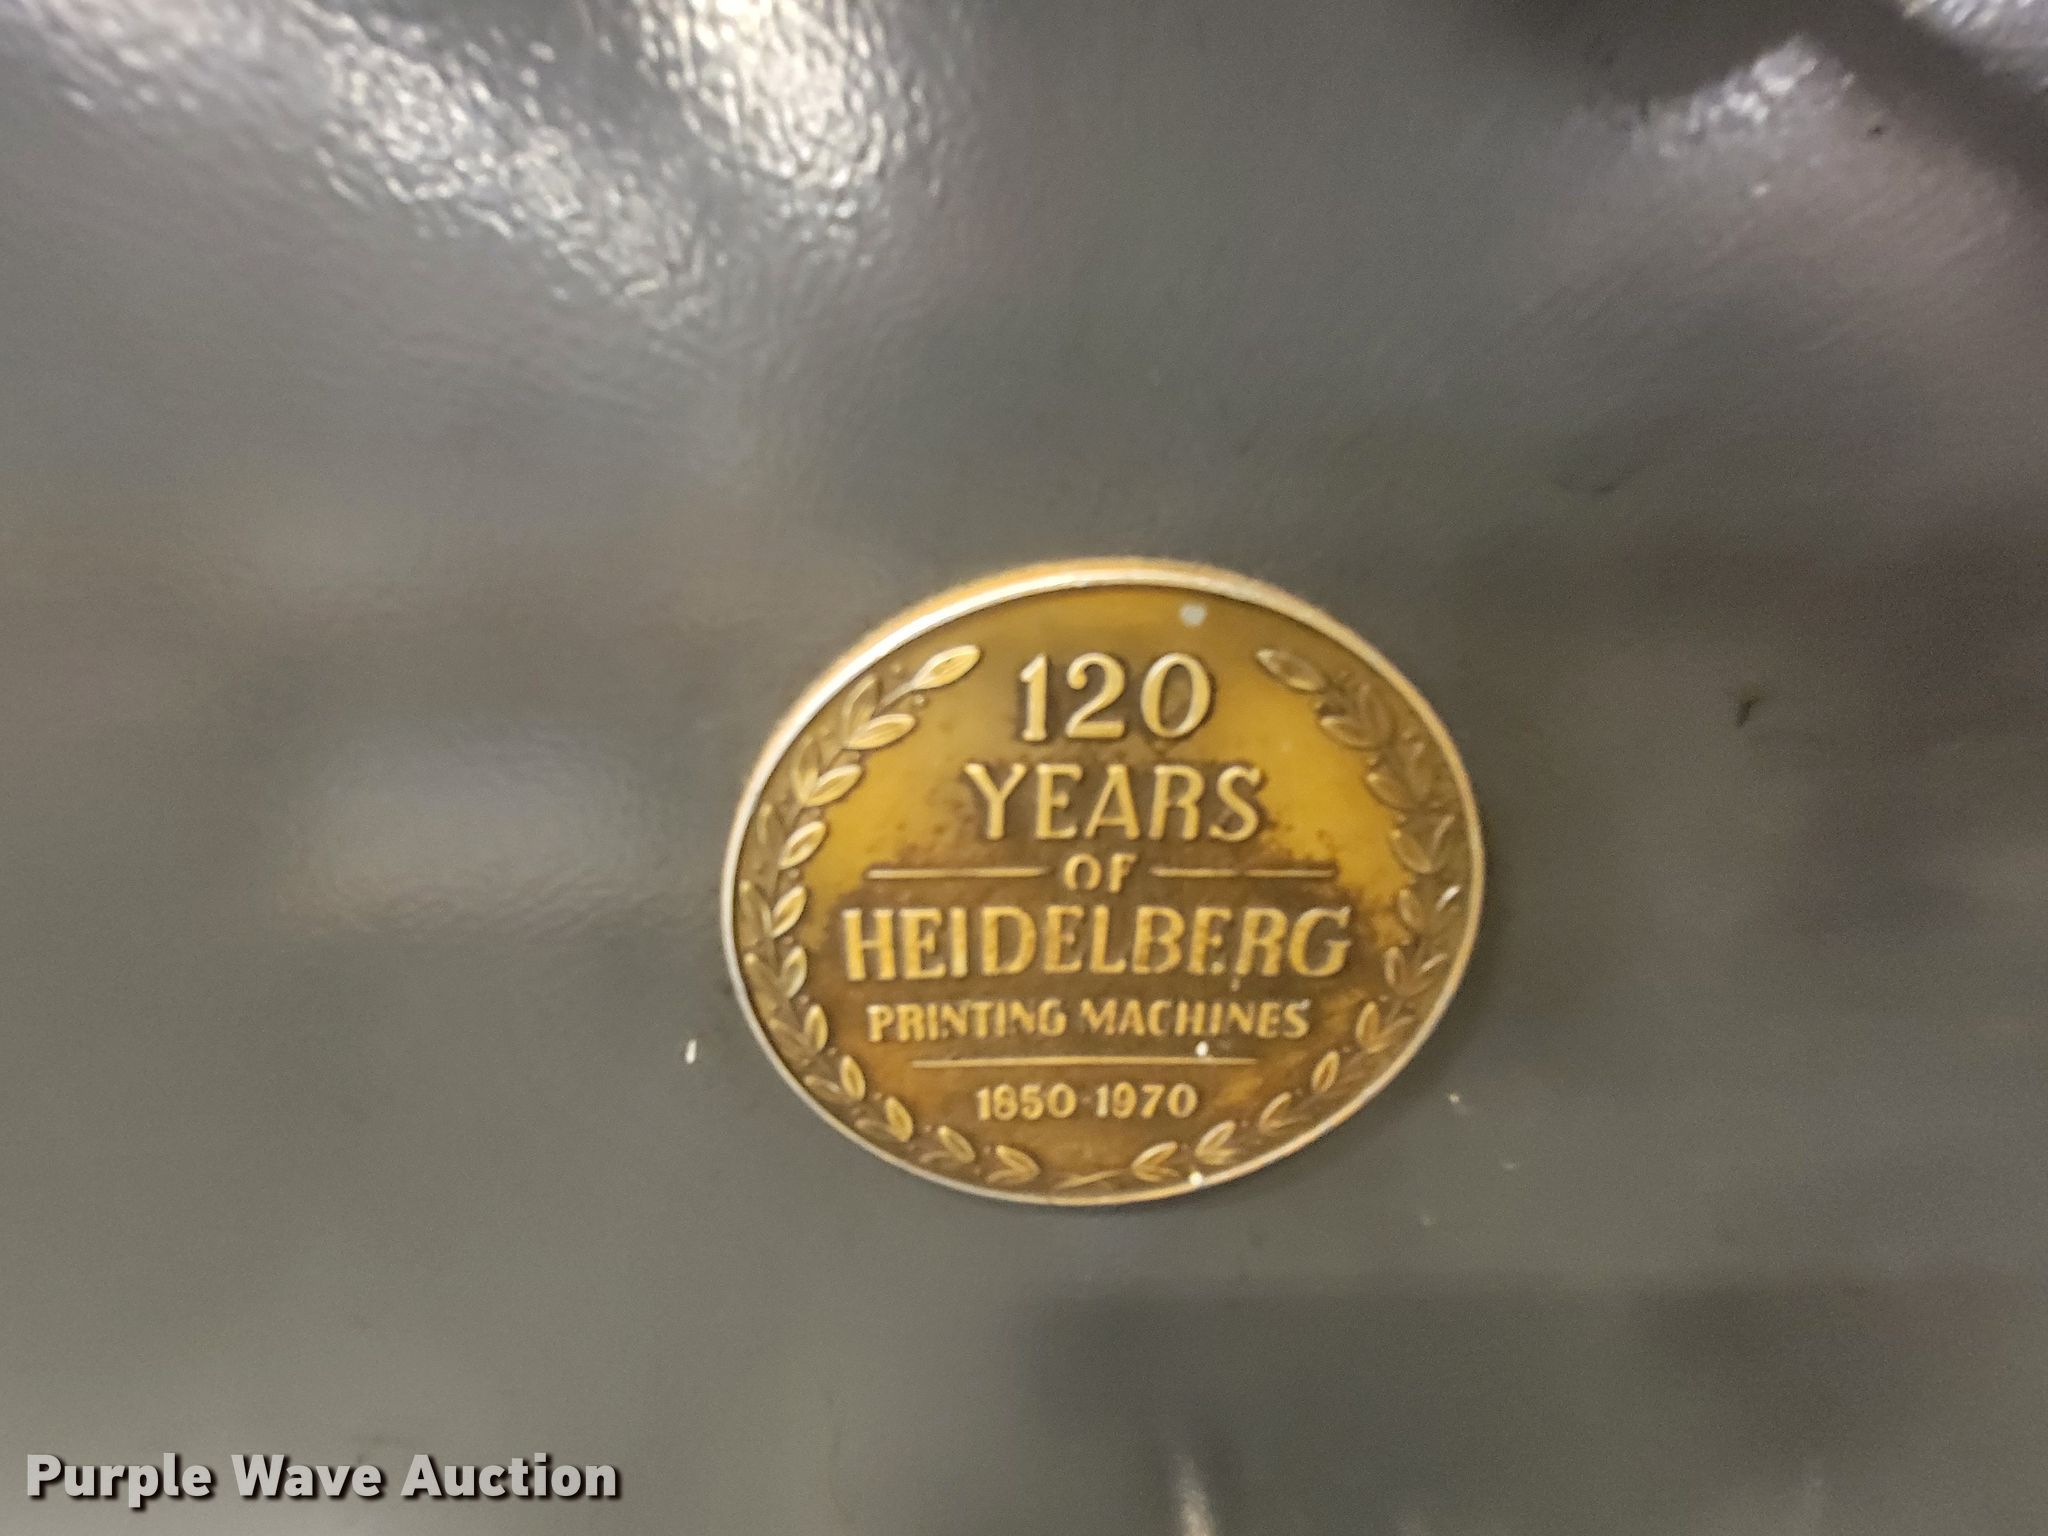 120
YEARS
OF
HEIDELBERG
PRINTING MACHINES
1850-1970
Purple Wave Auction